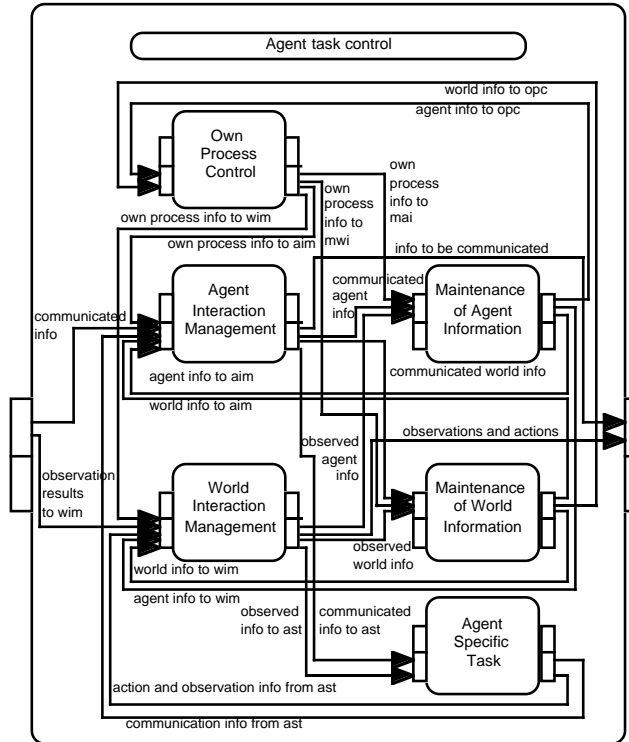 Agent task control
world info to opc
agent info to opc
Own
Process
Control
own
process
info to
mai
own
process
info to
mwi
own process info to wim
own process info to aim
info to be communicated
Agent
Interaction
Management
communicated
agent
info
Maintenance
of Agent
Information
communicated
info
agent info to aim
world info to aim
communicated world info
observed
agent
info
observations and actions
observation
results
to wim
World
Interaction
Management
Maintenance
of World
Information
observed
world info
world info to wim
agent info to wim
observed
info to ast
communicated
info to ast
Agent
Specific
Task
action and observation info from ast
communication info from ast